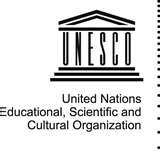 UNESCO
United Nations
Educational, Scientific and
Cultural Organization